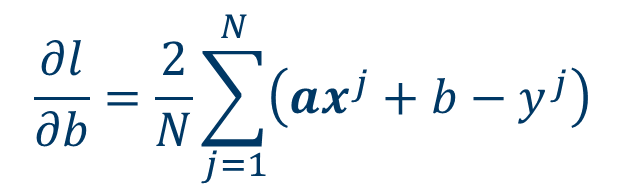 ∂l/∂b = 2/N ∑_{j=1}^{N} (𝒂𝒙^j + b − y^j)